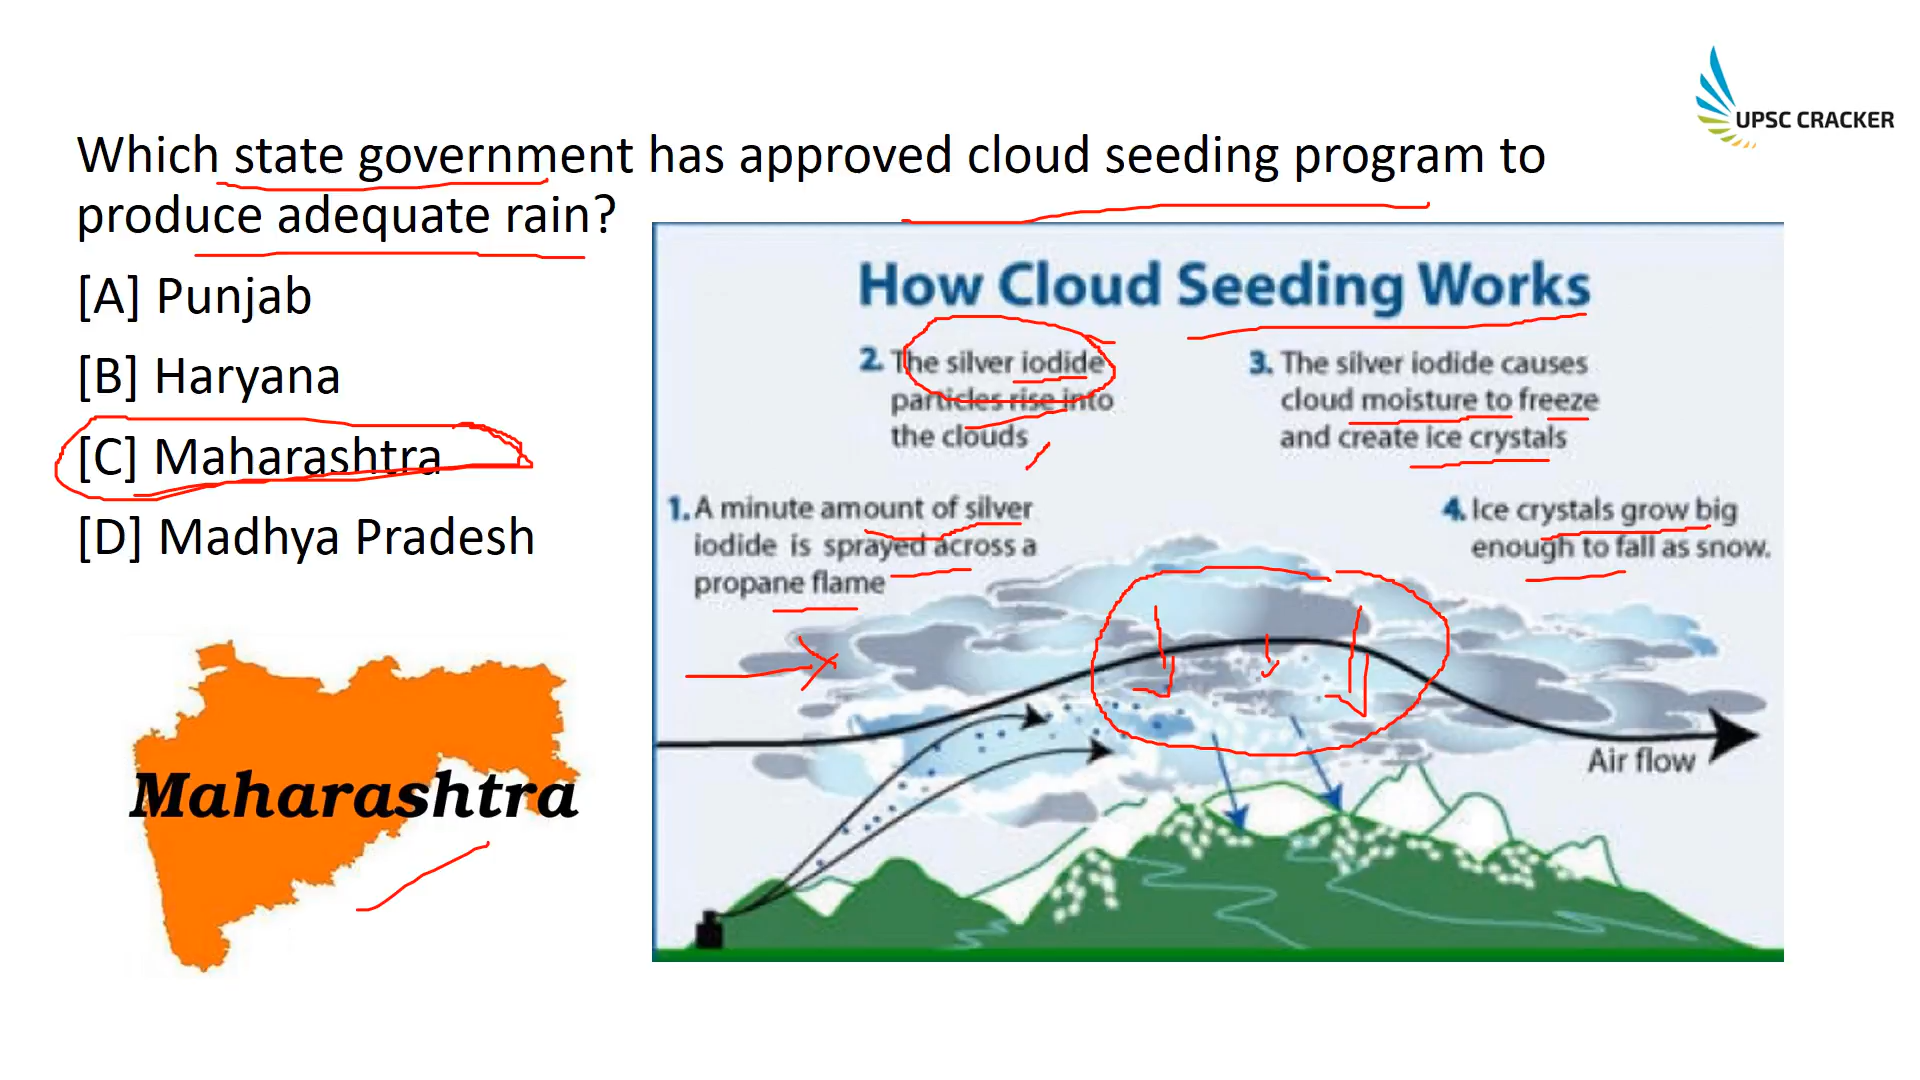 UPSC CRACKER
Which state government has approved cloud seeding program to
produce adequate rain?
[A] Punjab
[B] Haryana
[C] Maharashtra
[D] Madhya Pradesh
Maharashtra
How Cloud Seeding Works
1. A minute amount of silver
iodide is sprayed across a
propane flame
2. The silver iodide
particles rise into
the clouds
3. The silver iodide causes
cloud moisture to freeze
and create ice crystals
4. Ice crystals grow big
enough to fall as snow.
Air flow